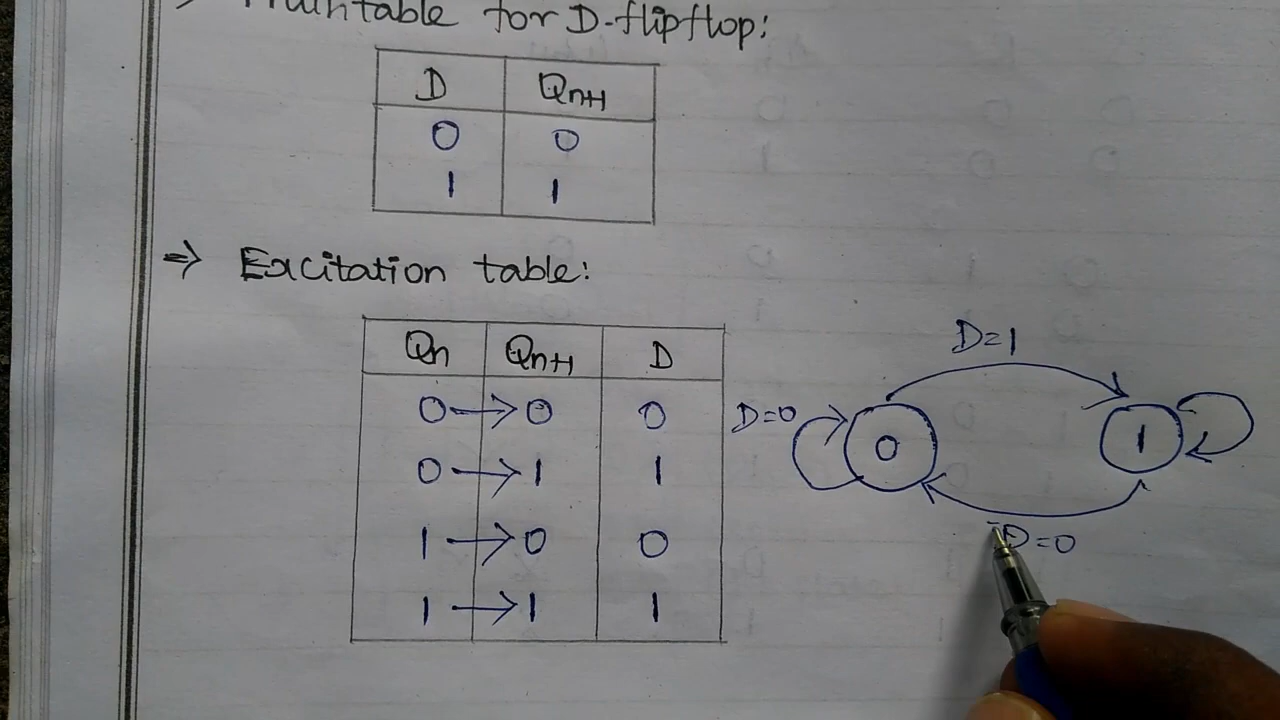 table for D-flipflop:
D Qn+1
0 0
1 1
⇒ Excitation table:
Qn Qn+1 D
0→0 0
0→1 1
1→0 0
1→1 1
D=1
D=0
0
1
D=0